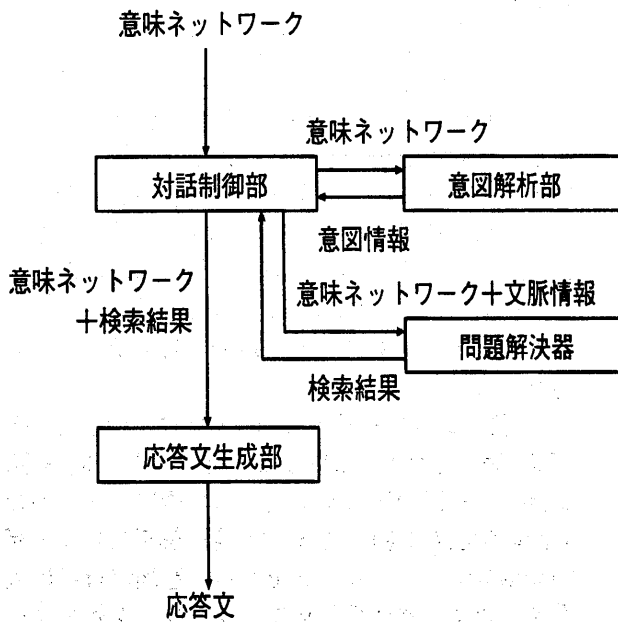 意味ネットワーク
意味ネットワーク
対話制御部
意図解析部
意図情報
意味ネットワーク
＋検索結果
意味ネットワーク＋文脈情報
問題解決器
検索結果
応答文生成部
応答文